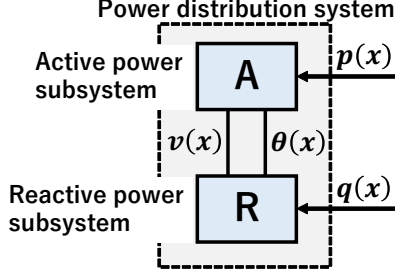 Power distribution system
Active power
subsystem
A
p(x)
v(x)
θ(x)
Reactive power
subsystem
R
q(x)